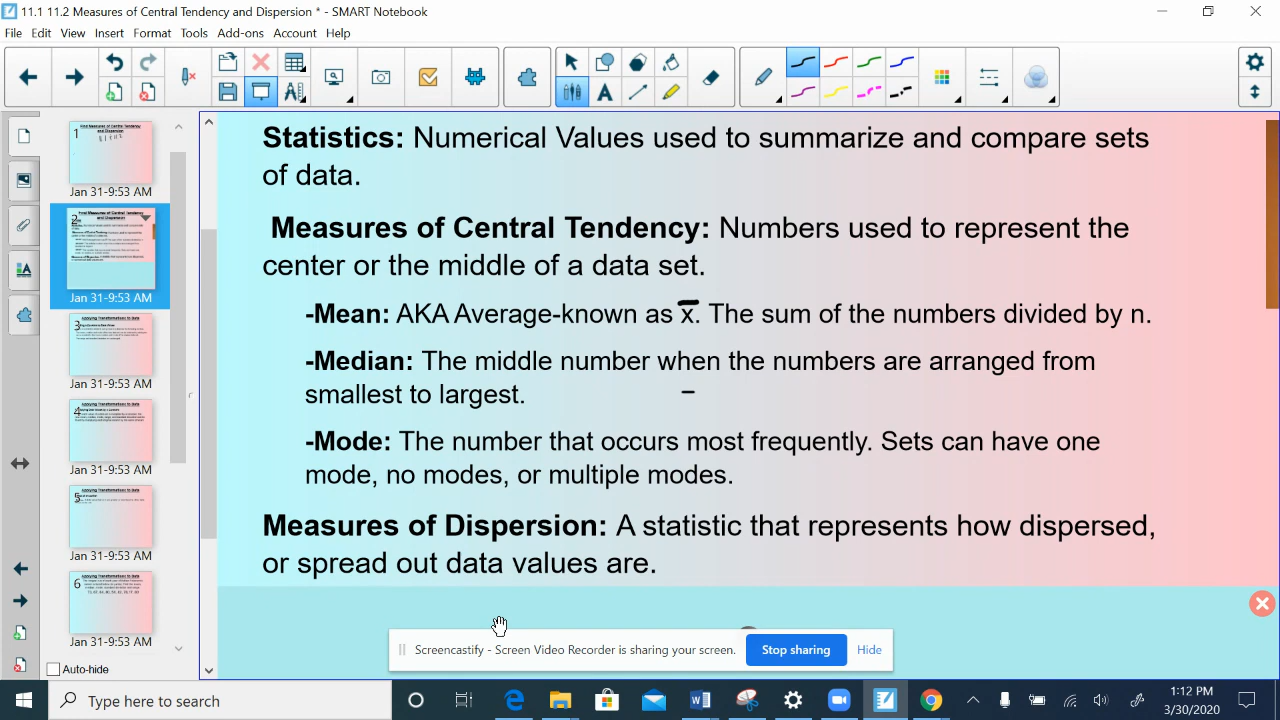 11.1 11.2 Measures of Central Tendency and Dispersion * - SMART Notebook
File Edit View Insert Format Tools Add-ons Account Help
Statistics: Numerical Values used to summarize and compare sets
of data.
Measures of Central Tendency: Numbers used to represent the
center or the middle of a data set.
-Mean: AKA Average-known as x̄. The sum of the numbers divided by n.
-Median: The middle number when the numbers are arranged from
smallest to largest.
-Mode: The number that occurs most frequently. Sets can have one
mode, no modes, or multiple modes.
Measures of Dispersion: A statistic that represents how dispersed,
or spread out data values are.
1
Jan 31-9:53 AM
2
Jan 31-9:53 AM
3
Jan 31-9:53 AM
4
Jan 31-9:53 AM
5
Jan 31-9:53 AM
6
Jan 31-9:53 AM
Auto-hide
Screencastify - Screen Video Recorder is sharing your screen.
Stop sharing
Hide
Type here to search
1:12 PM
3/30/2020